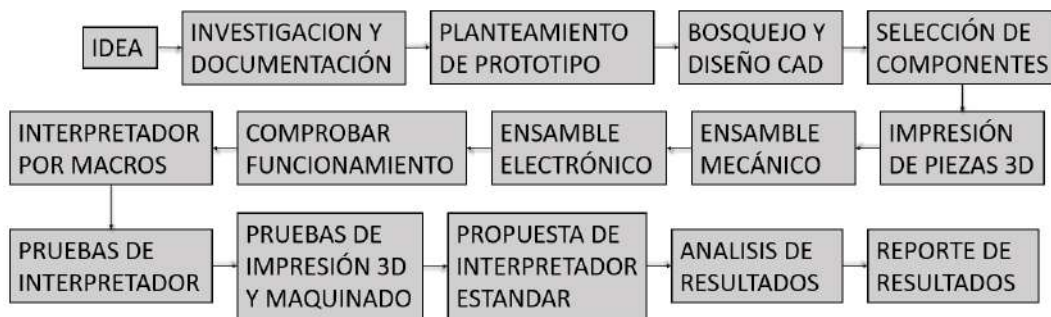 IDEA
INVESTIGACION Y
DOCUMENTACIÓN
PLANTEAMIENTO
DE PROTOTIPO
BOSQUEJO Y
DISEÑO CAD
SELECCIÓN DE
COMPONENTES
IMPRESIÓN
DE PIEZAS 3D
ENSAMBLE
MECÁNICO
ENSAMBLE
ELECTRÓNICO
COMPROBAR
FUNCIONAMIENTO
INTERPRETADOR
POR MACROS
PRUEBAS DE
INTERPRETADOR
PRUEBAS DE
IMPRESIÓN 3D
Y MAQUINADO
PROPUESTA DE
INTERPRETADOR
ESTANDAR
ANALISIS DE
RESULTADOS
REPORTE DE
RESULTADOS